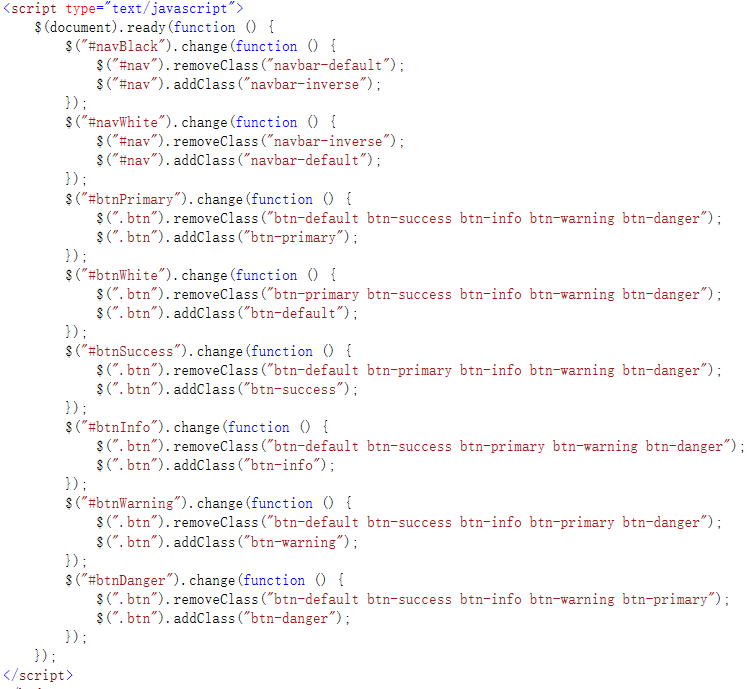 <script type="text/javascript">
    $(document).ready(function () {
        $("#navBlack").change(function () {
            $("#nav").removeClass("navbar-default");
            $("#nav").addClass("navbar-inverse");
        });
        $("#navWhite").change(function () {
            $("#nav").removeClass("navbar-inverse");
            $("#nav").addClass("navbar-default");
        });
        $("#btnPrimary").change(function () {
            $(".btn").removeClass("btn-default btn-success btn-info btn-warning btn-danger");
            $(".btn").addClass("btn-primary");
        });
        $("#btnWhite").change(function () {
            $(".btn").removeClass("btn-primary btn-success btn-info btn-warning btn-danger");
            $(".btn").addClass("btn-default");
        });
        $("#btnSuccess").change(function () {
            $(".btn").removeClass("btn-default btn-primary btn-info btn-warning btn-danger");
            $(".btn").addClass("btn-success");
        });
        $("#btnInfo").change(function () {
            $(".btn").removeClass("btn-default btn-success btn-primary btn-warning btn-danger");
            $(".btn").addClass("btn-info");
        });
        $("#btnWarning").change(function () {
            $(".btn").removeClass("btn-default btn-success btn-info btn-primary btn-danger");
            $(".btn").addClass("btn-warning");
        });
        $("#btnDanger").change(function () {
            $(".btn").removeClass("btn-default btn-success btn-info btn-warning btn-primary");
            $(".btn").addClass("btn-danger");
        });
    });
</script>